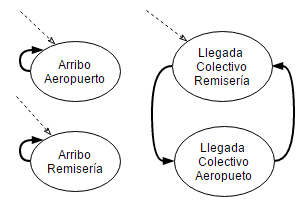 Arribo
Aeropuerto
Arribo
Remisería
Llegada
Colectivo
Remisería
Llegada
Colectivo
Aeropueto